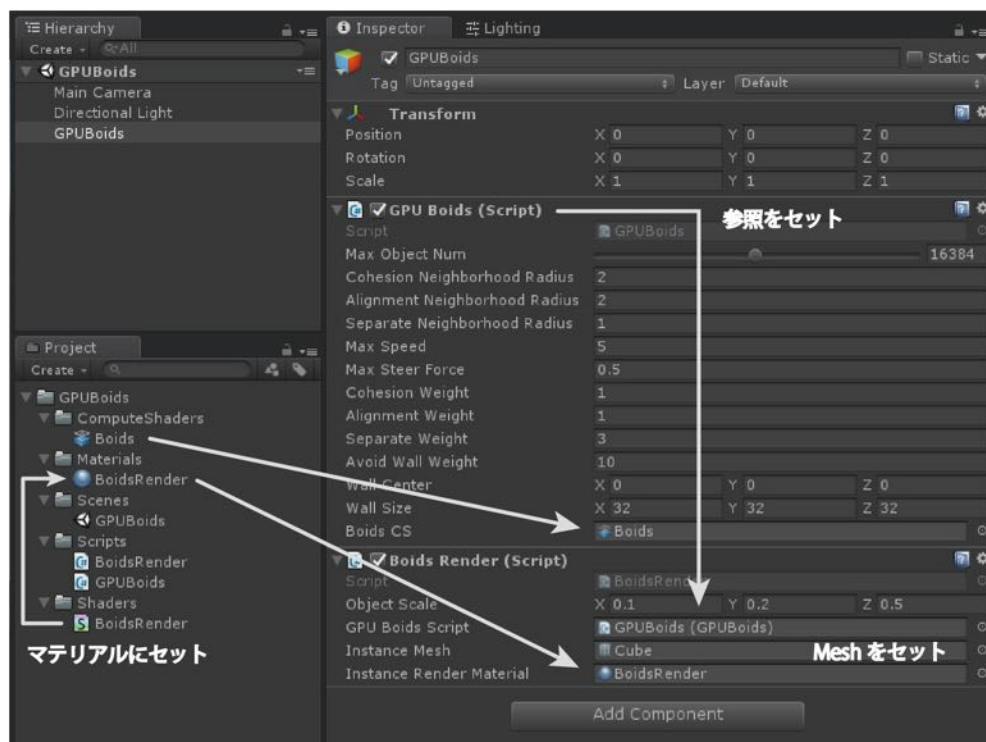 Hierarchy
Create
All
GPUBoids
Main Camera
Directional Light
GPUBoids
Project
Create
GPUBoids
ComputeShaders
Boids
Materials
BoidsRender
Scenes
GPUBoids
Scripts
BoidsRender
GPUBoids
Shaders
BoidsRender
マテリアルにセット
Inspector Lighting
GPUBoids Static
Tag Untagged Layer Default
Transform
Position X 0 Y 0 Z 0
Rotation X 0 Y 0 Z 0
Scale X 1 Y 1 Z 1
GPU Boids (Script)
参照をセット
Script GPUBoids
Max Object Num 16384
Cohesion Neighborhood Radius 2
Alignment Neighborhood Radius 2
Separate Neighborhood Radius 1
Max Speed 5
Max Steer Force 0.5
Cohesion Weight 1
Alignment Weight 1
Separate Weight 3
Avoid Wall Weight 10
Wall Center X 0 Y 0 Z 0
Wall Size X 32 Y 32 Z 32
Boids CS Boids
Boids Render (Script)
Script BoidsRender
Object Scale X 0.1 Y 0.2 Z 0.5
GPU Boids Script GPUBoids (GPUBoids)
Instance Mesh Cube Mesh をセット
Instance Render Material BoidsRender
Add Component